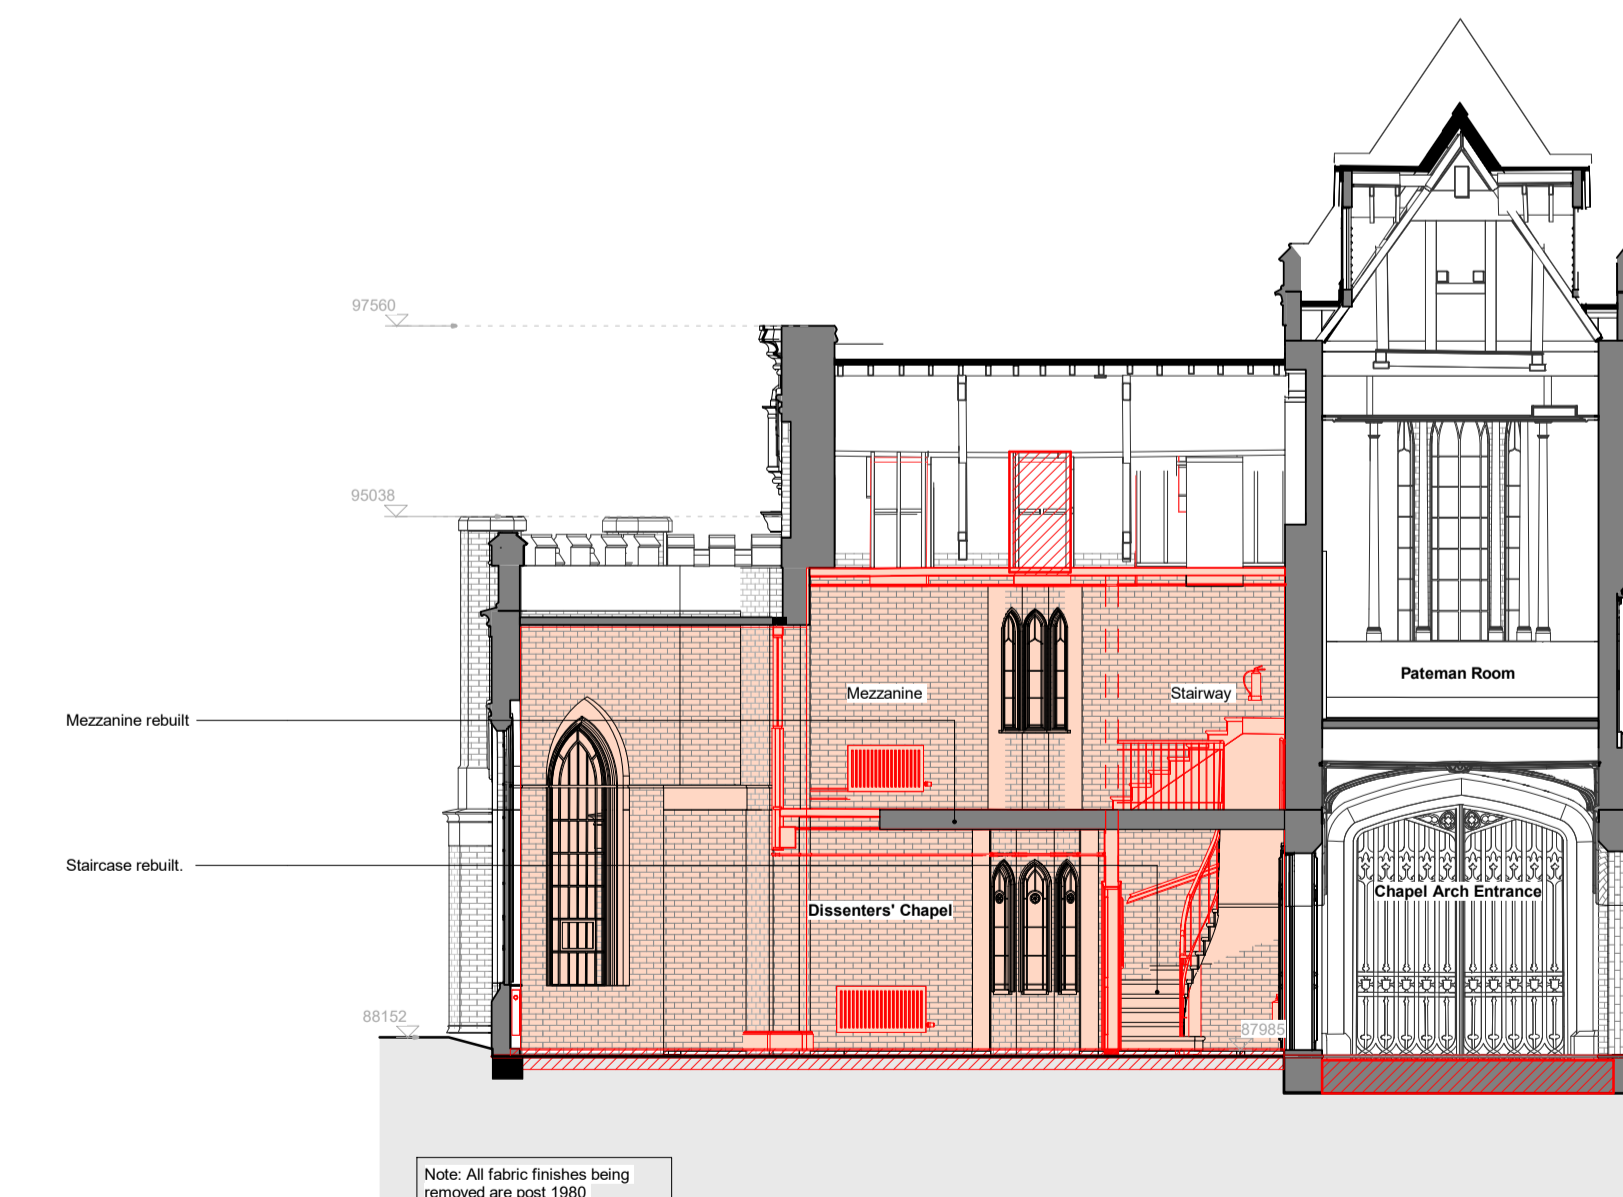 97560
95038
Pateman Room
Mezzanine
Stairway
Mezzanine rebuilt
Staircase rebuilt.
Chapel Arch Entrance
Dissenters' Chapel
88152
87985
Note: All fabric finishes being
removed are post 1980